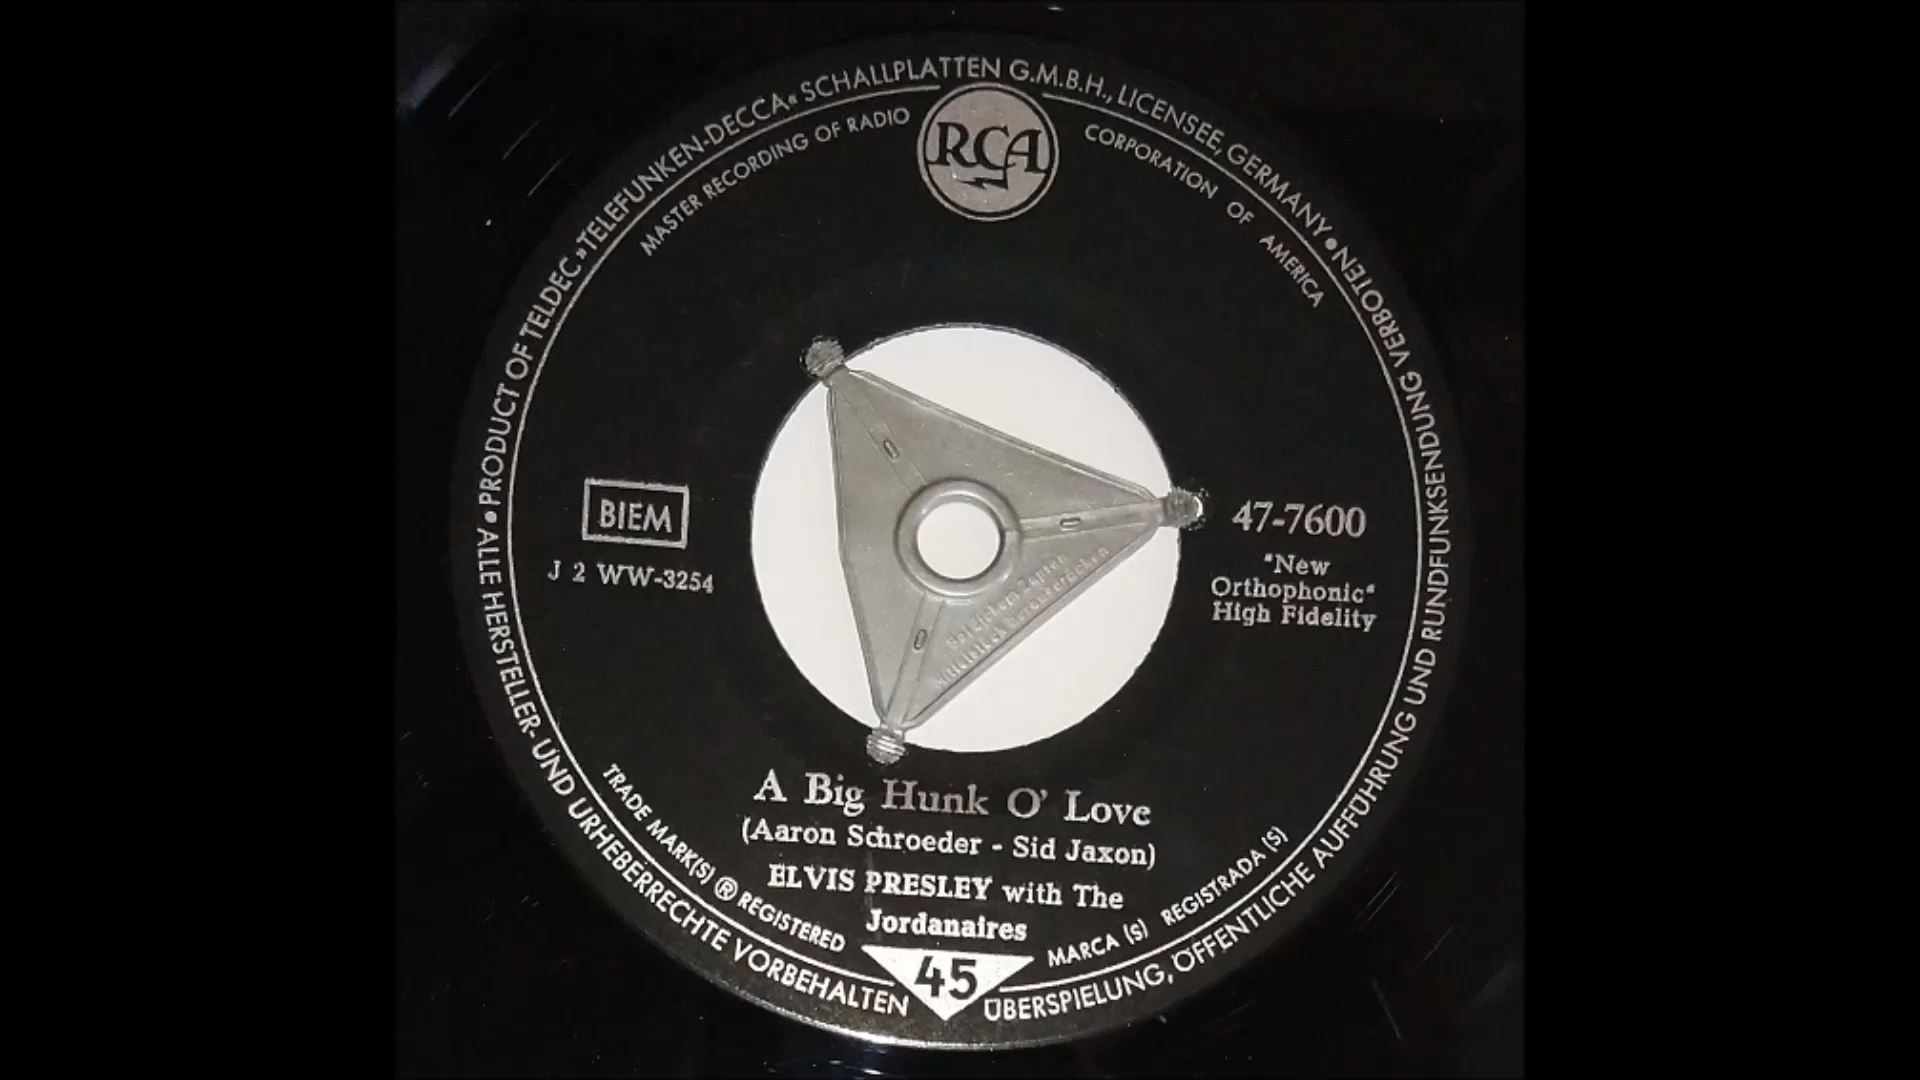 PRODUCT OF TELDEC »TELEFUNKEN-DECCA« SCHALLPLATTEN G.M.B.H., LICENSEE, GERMANY •
MASTER RECORDING OF RADIO CORPORATION OF AMERICA
RCA
BIEM
J 2 WW-3254
47-7600
"New
Orthophonic"
High Fidelity
A Big Hunk O' Love
(Aaron Schroeder - Sid Jaxon)
ELVIS PRESLEY with The
Jordanaires
45
TRADE MARK(S) ® REGISTERED
MARCA (S) REGISTRADA (S)
• ALLE HERSTELLER- UND URHEBERRECHTE VORBEHALTEN
ÜBERSPIELUNG, ÖFFENTLICHE AUFFÜHRUNG UND RUNDFUNKSENDUNG VERBOTEN